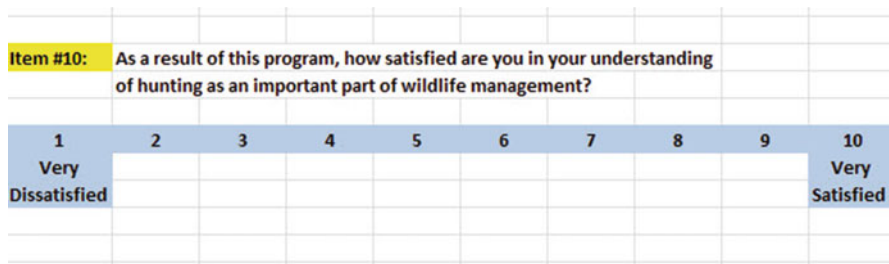 Item #10: As a result of this program, how satisfied are you in your understanding
of hunting as an important part of wildlife management?
1 2 3 4 5 6 7 8 9 10
Very Very
Dissatisfied Satisfied